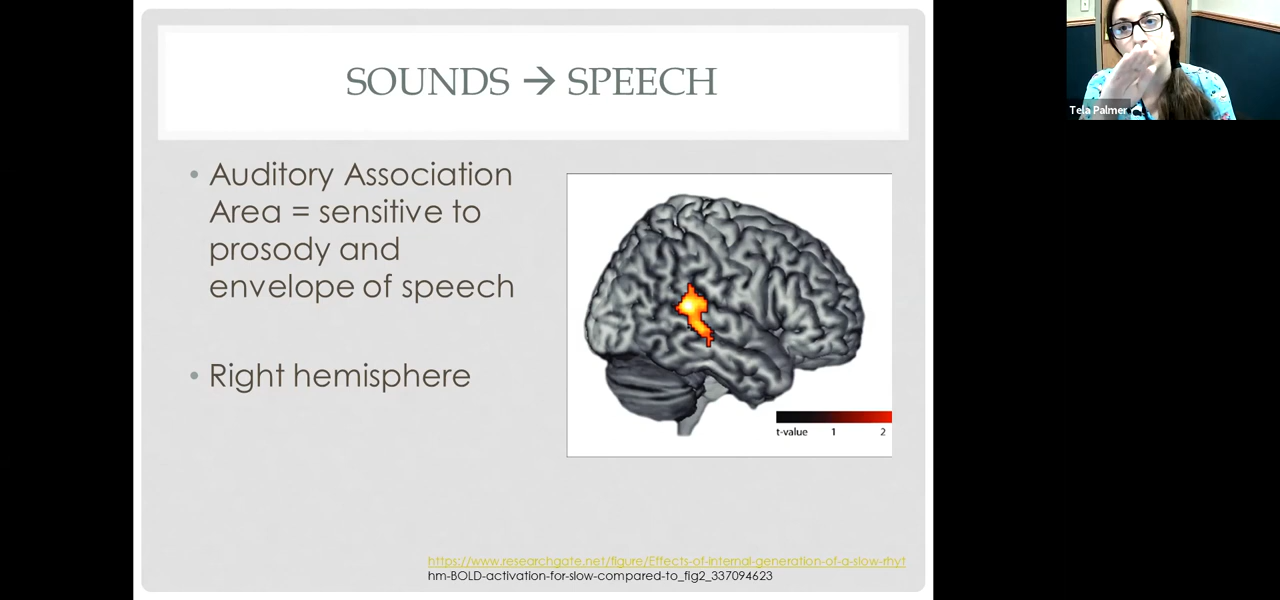 SOUNDS → SPEECH
Tela Palmer
• Auditory Association
Area = sensitive to
prosody and
envelope of speech
• Right hemisphere
t-value 1 2
https://www.researchgate.net/figure/Effects-of-internal-generation-of-a-slow-rhyt
hm-BOLD-activation-for-slow-compared-to_fig2_337094623